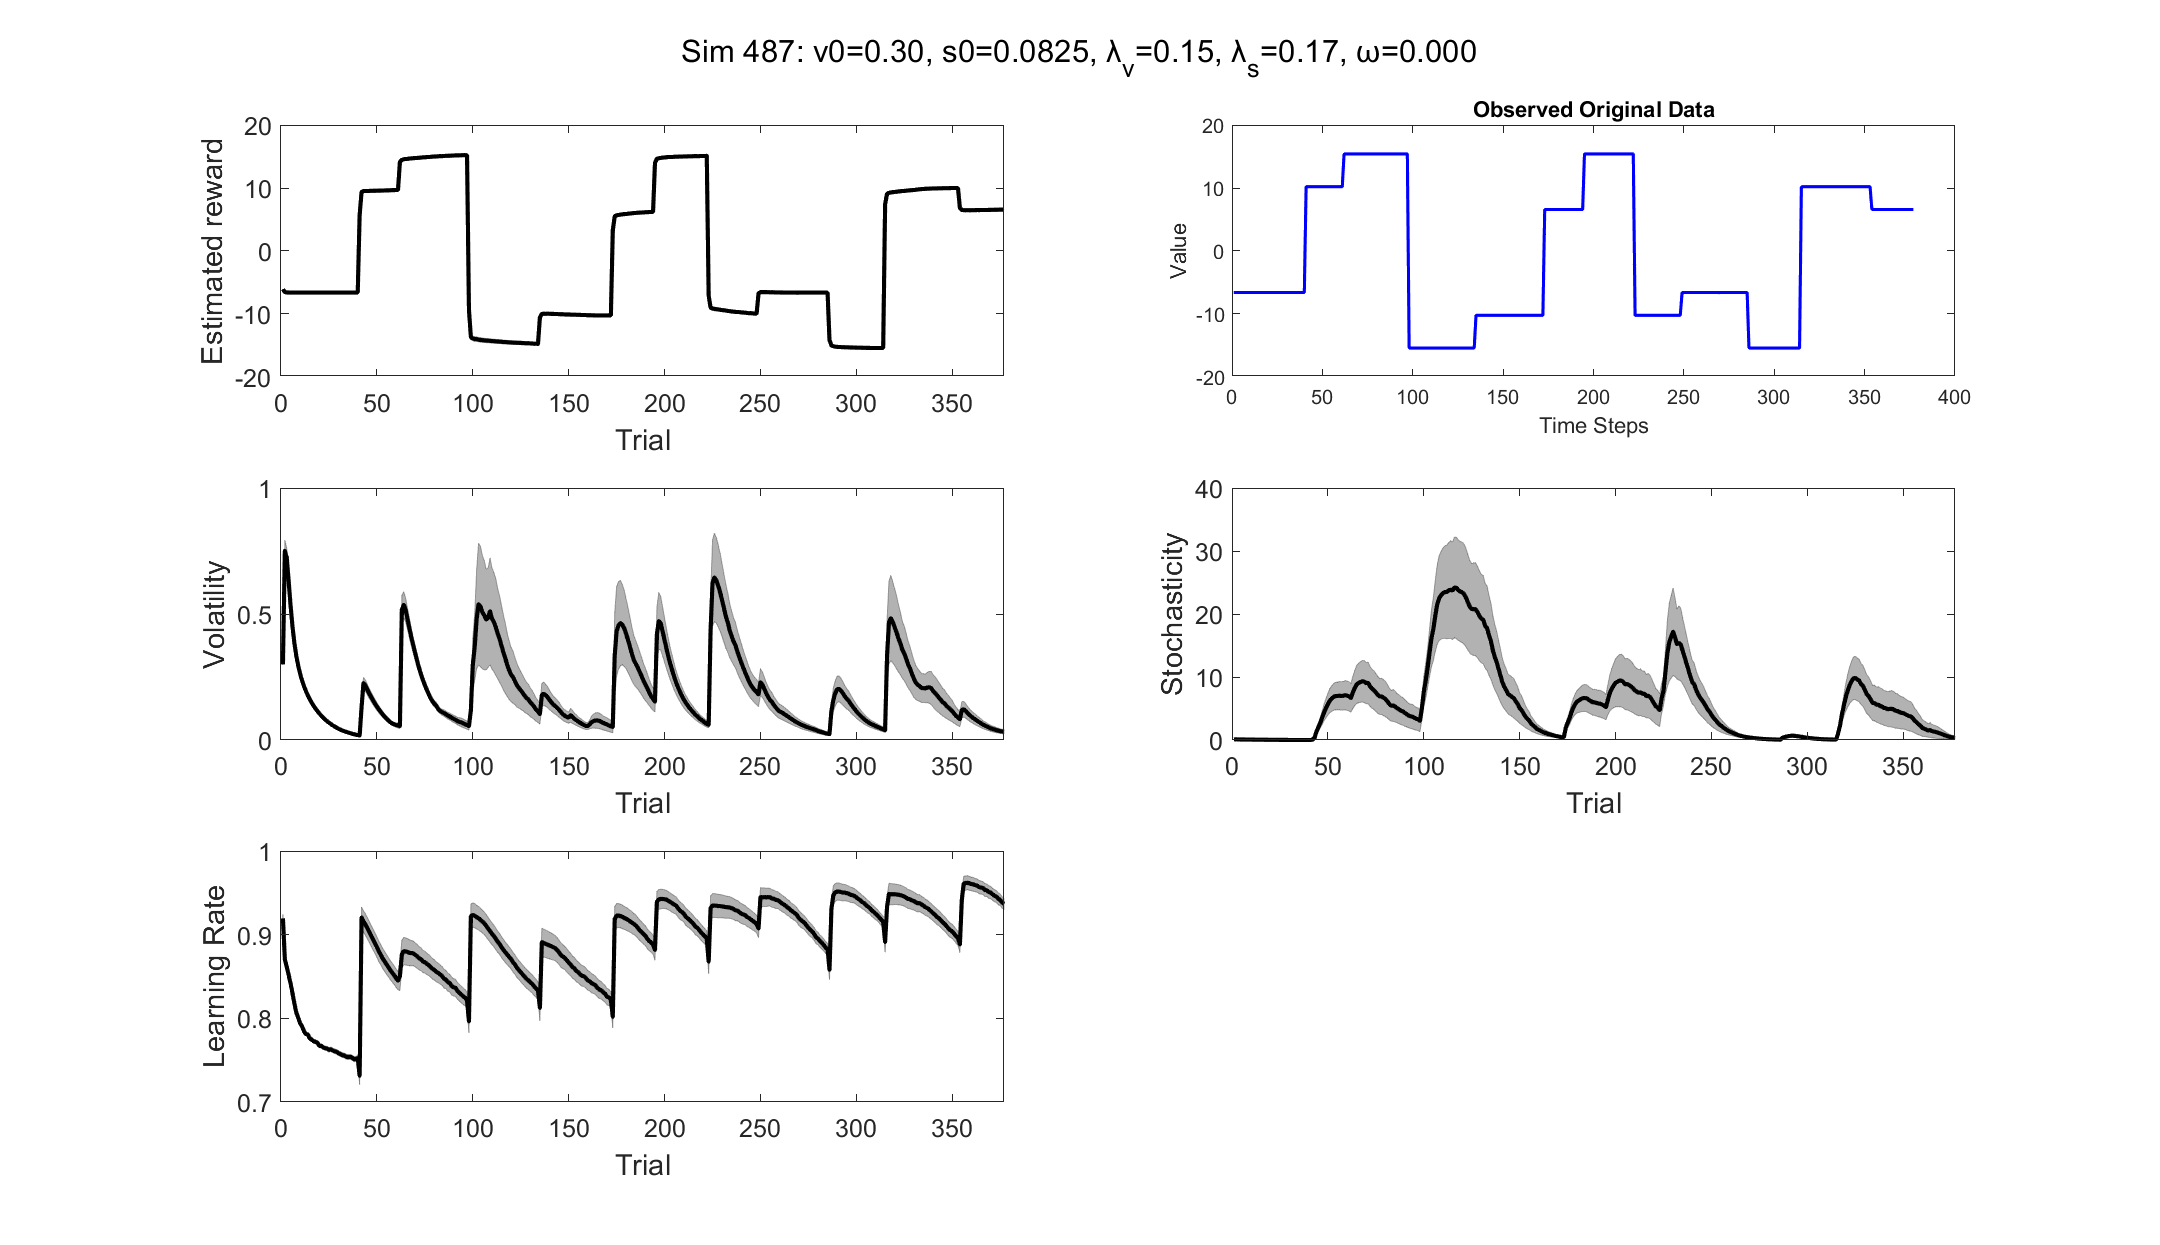 Sim 487: v0=0.30, s0=0.0825, λv=0.15, λs=0.17, ω=0.000
Estimated reward
20
10
0
-10
-20
0 50 100 150 200 250 300 350
Trial
Observed Original Data
Value
20
10
0
-10
-20
0 50 100 150 200 250 300 350 400
Time Steps
Volatility
1
0.5
0
0 50 100 150 200 250 300 350
Trial
Stochasticity
40
30
20
10
0
0 50 100 150 200 250 300 350
Trial
Learning Rate
1
0.9
0.8
0.7
0 50 100 150 200 250 300 350
Trial